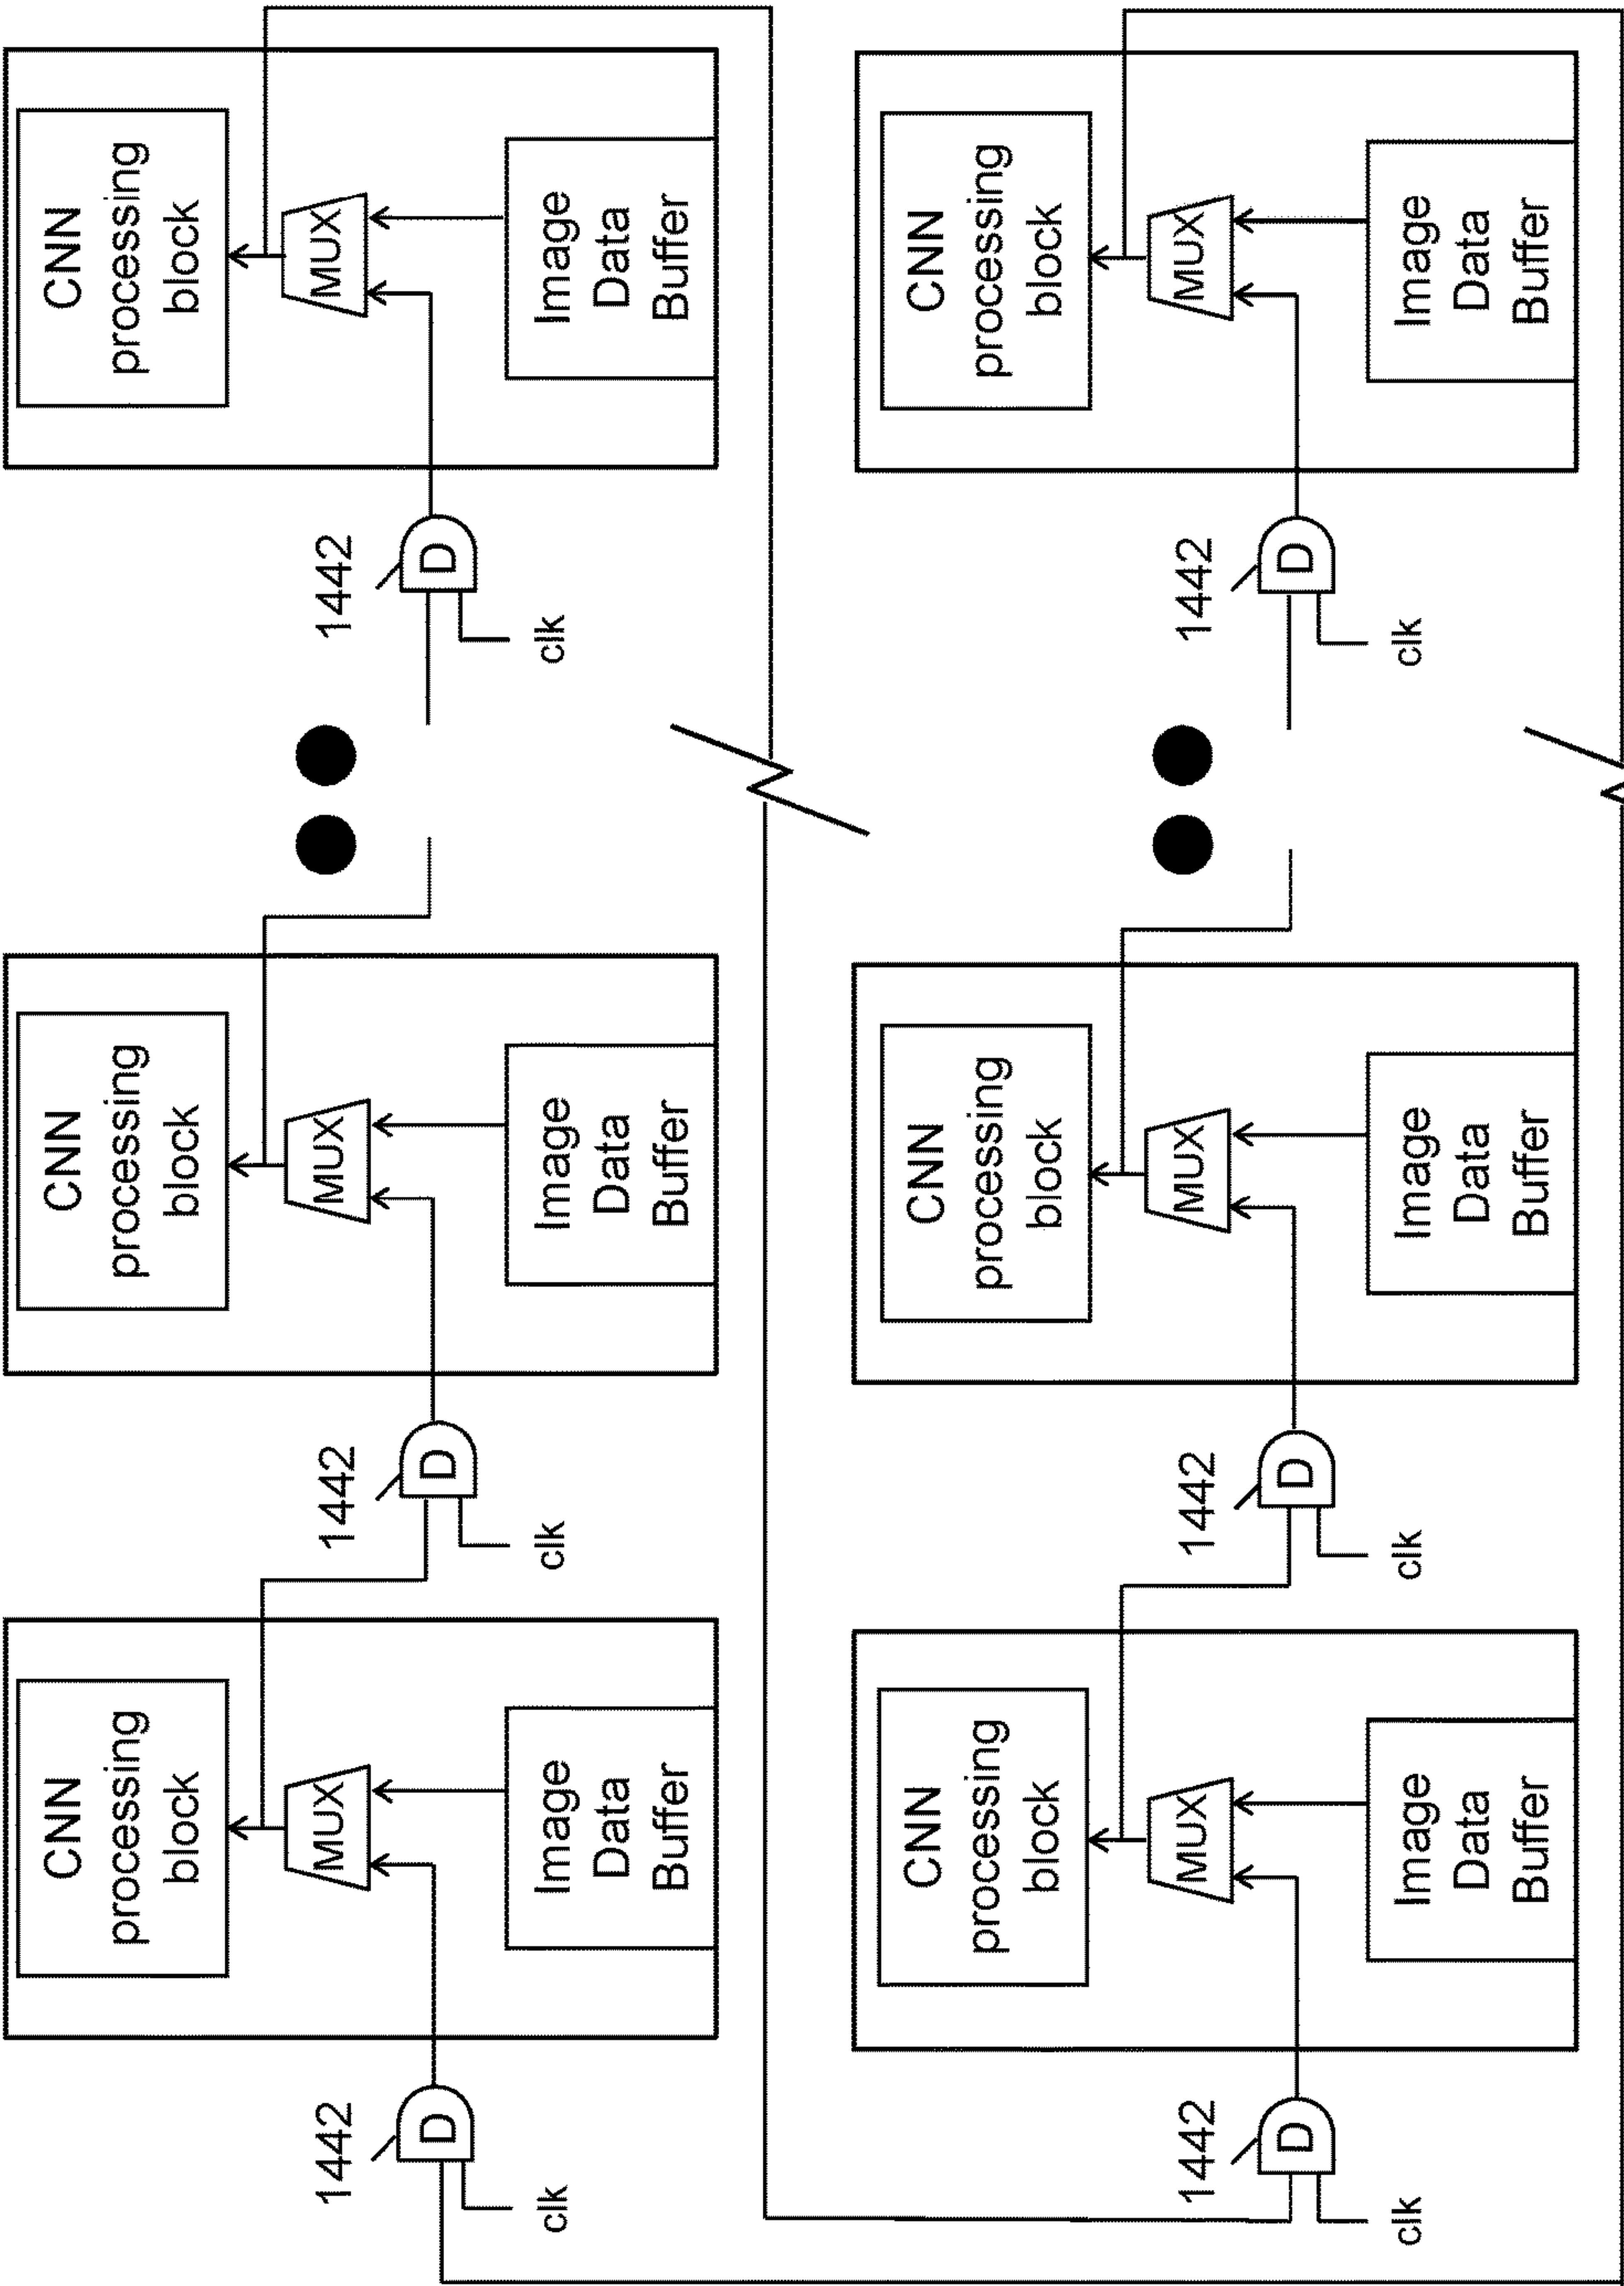 1442
D
clk
CNN
processing
block
MUX
Image
Data
Buffer
1442
D
clk
CNN
processing
block
MUX
Image
Data
Buffer
1442
D
clk
CNN
processing
block
MUX
Image
Data
Buffer
1442
D
clk
CNN
processing
block
MUX
Image
Data
Buffer
1442
D
clk
CNN
processing
block
MUX
Image
Data
Buffer
1442
D
clk
CNN
processing
block
MUX
Image
Data
Buffer